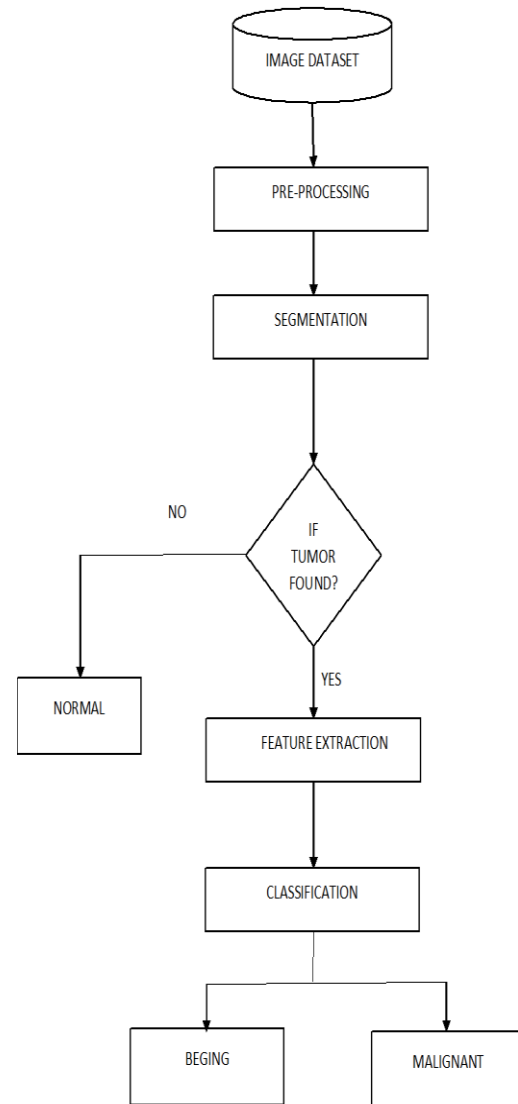 IMAGE DATASET
PRE-PROCESSING
SEGMENTATION
NO
IF
TUMOR
FOUND?
YES
NORMAL
FEATURE EXTRACTION
CLASSIFICATION
BEGING
MALIGNANT